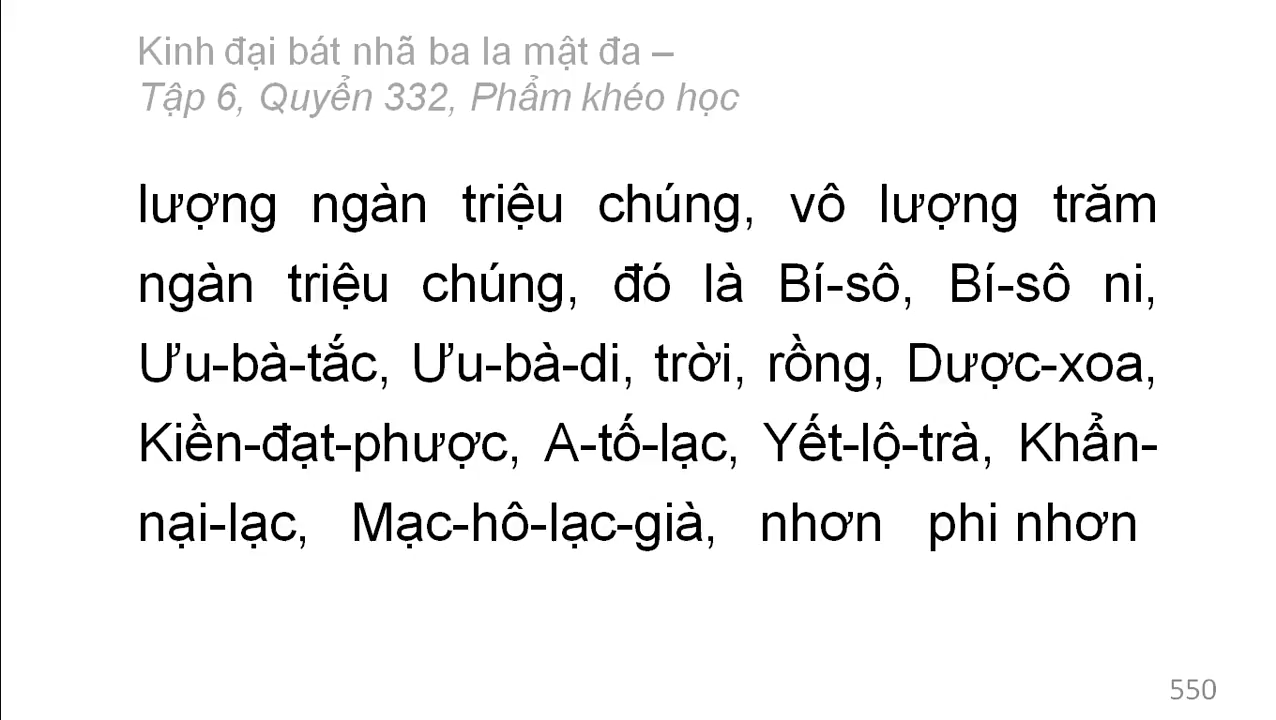 Kinh đại bát nhã ba la mật đa –
Tập 6, Quyển 332, Phẩm khéo học
lượng ngàn triệu chúng, vô lượng trăm
ngàn triệu chúng, đó là Bí-sô, Bí-sô ni,
Ưu-bà-tắc, Ưu-bà-di, trời, rồng, Dược-xoa,
Kiền-đạt-phược, A-tố-lạc, Yết-lộ-trà, Khẩn-
nại-lạc, Mạc-hô-lạc-già, nhơn phi nhơn
550